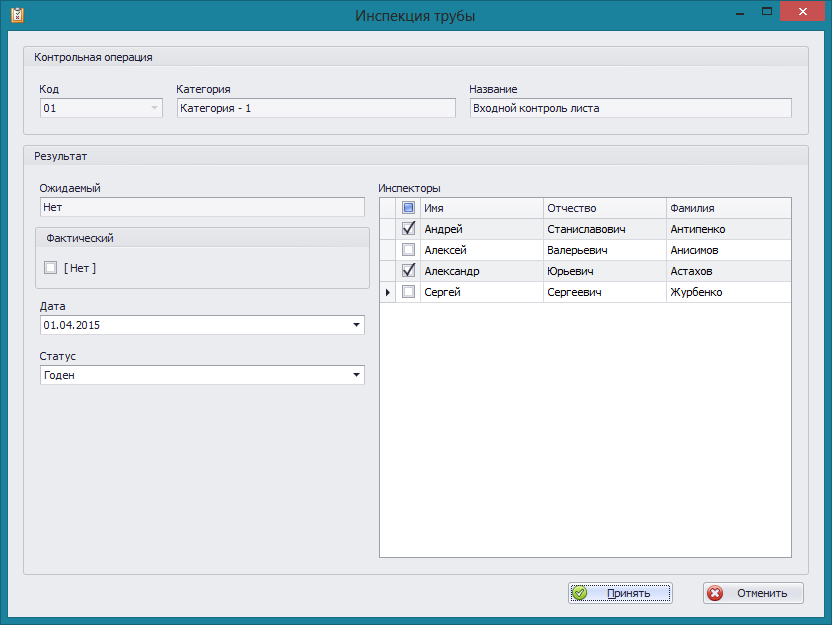 Инспекция трубы
Контрольная операция
Код Категория Название
01 Категория - 1 Входной контроль листа
Результат
Ожидаемый
Нет
Фактический
[ Нет ]
Дата
01.04.2015
Статус
Годен
Инспекторы
Имя Отчество Фамилия
Андрей Станиславович Антипенко
Алексей Валерьевич Анисимов
Александр Юрьевич Астахов
Сергей Сергеевич Журбенко
Принять Отменить